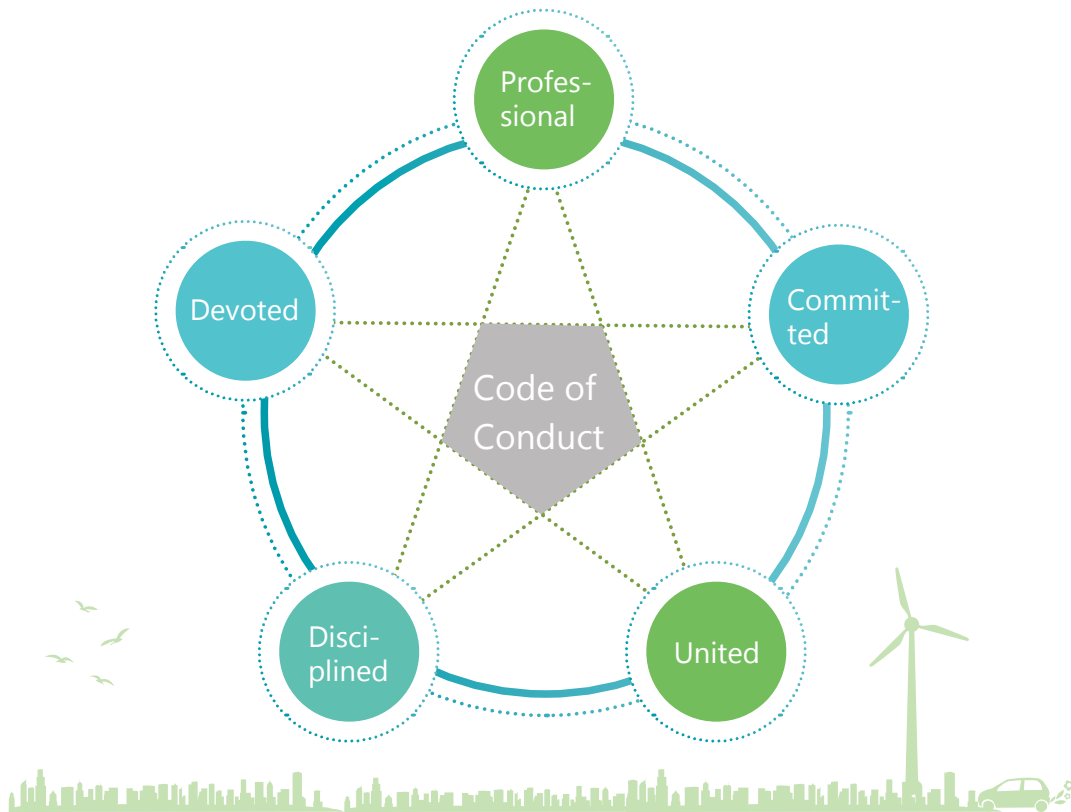 Profes-
sional
Devoted
Commit-
ted
Code of
Conduct
Disci-
plined
United